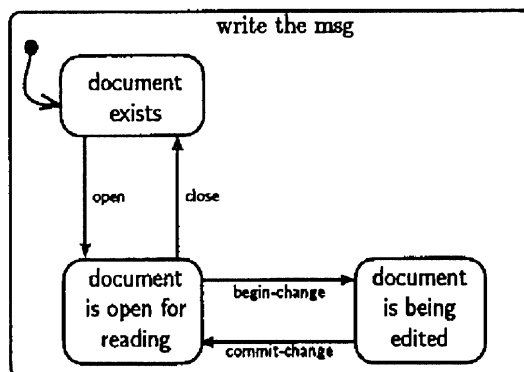 write the msg
document
exists
open
close
document
is open for
reading
begin-change
commit-change
document
is being
edited